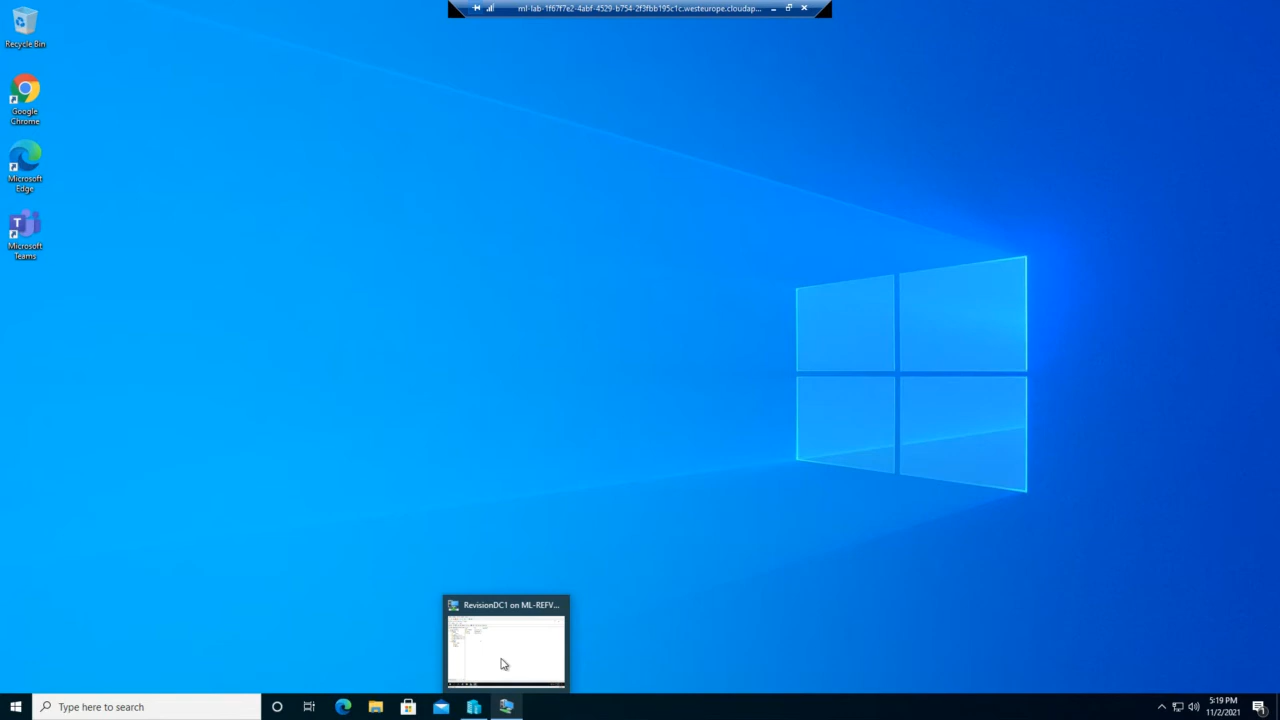 ml-lab-1f67f7e2-4abf-4529-b754-2f3fbb195c1c.westeurope.cloudap...
Recycle Bin
Google
Chrome
Microsoft
Edge
Microsoft
Teams
RevisionDC1 on ML-REFV...
Type here to search
5:19 PM
11/2/2021
1